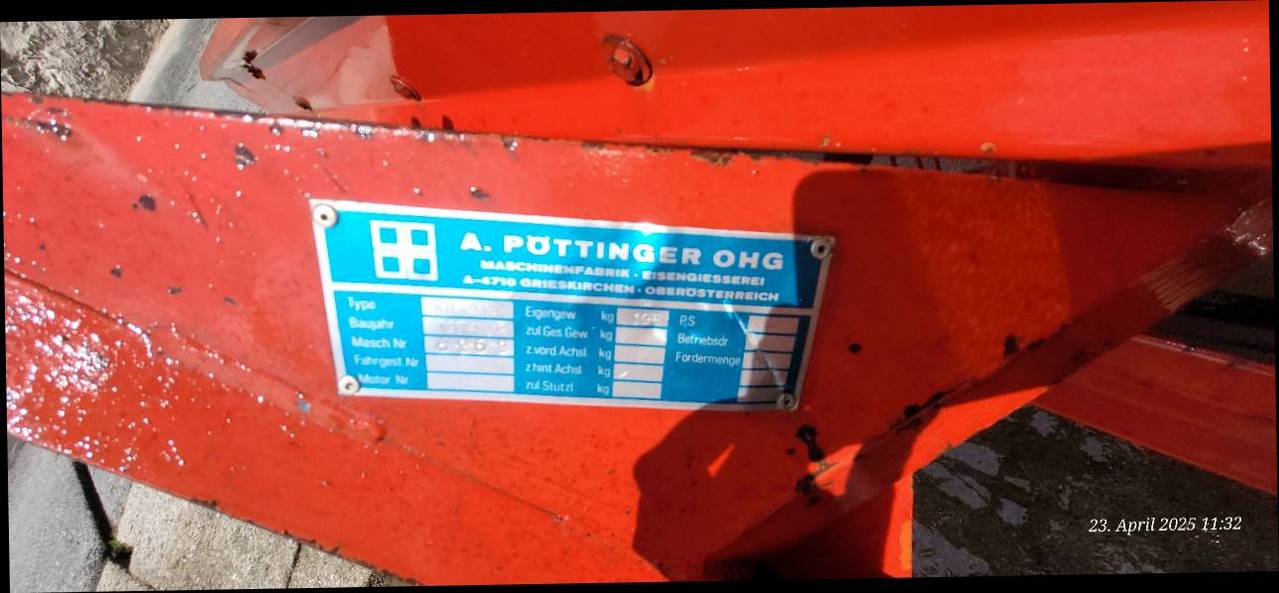 A. PÖTTINGER OHG
MASCHINENFABRIK · EISENGIESSEREI
A-4710 GRIESKIRCHEN · OBERÖSTERREICH
Type
Baujahr
Masch Nr
Fahrgest Nr
Motor Nr
Eigengew kg
zul Ges Gew. kg
z.vord.Achsl kg
z.hint.Achsl kg
zul Stützl kg
PS
Betriebsdr
Fördermenge
23. April 2025 11:32